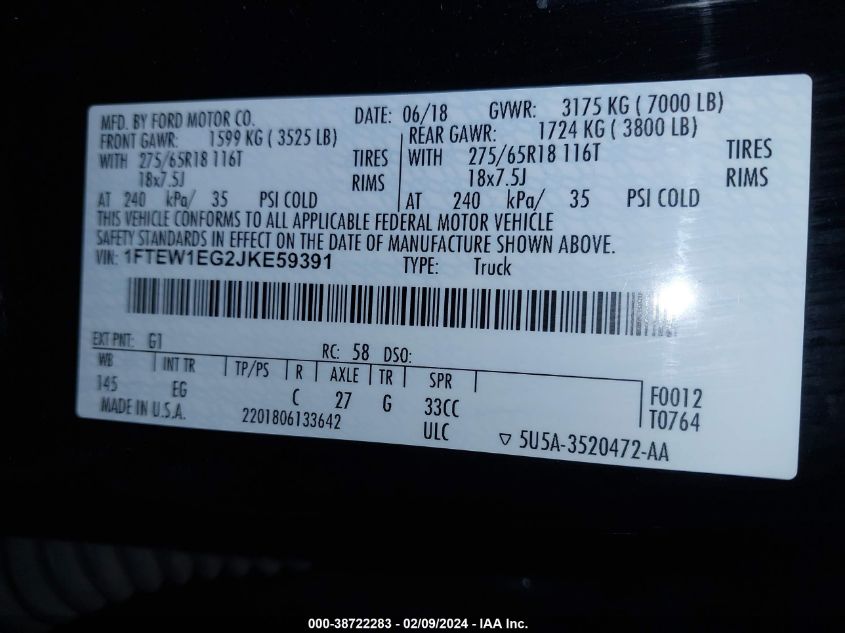 MFD. BY FORD MOTOR CO. DATE: 06/18 GVWR: 3175 KG ( 7000 LB)
FRONT GAWR: 1599 KG ( 3525 LB) REAR GAWR: 1724 KG ( 3800 LB)
WITH 275/65R18 116T TIRES WITH 275/65R18 116T TIRES
18x7.5J RIMS 18x7.5J RIMS
AT 240 kPa/ 35 PSI COLD AT 240 kPa/ 35 PSI COLD
THIS VEHICLE CONFORMS TO ALL APPLICABLE FEDERAL MOTOR VEHICLE
SAFETY STANDARDS IN EFFECT ON THE DATE OF MANUFACTURE SHOWN ABOVE.
VIN: 1FTEW1EG2JKE59391 TYPE: Truck
EXT PNT: G1 RC: 58 DSO:
WB INT TR TP/PS R AXLE TR SPR
145 EG C 27 G 33CC F0012
MADE IN U.S.A. 2201806133642 ULC T0764
▽ 5U5A-3520472-AA
000-38722283 - 02/09/2024 - IAA Inc.